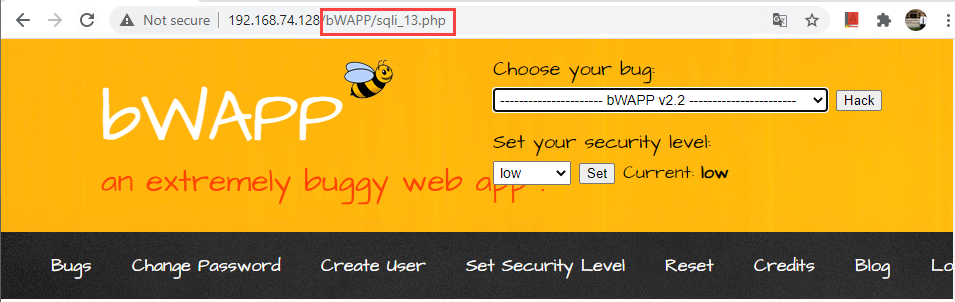 Not secure | 192.168.74.128/bWAPP/sqli_13.php
bWAPP
an extremely buggy web app !
Choose your bug:
---------------------- bWAPP v2.2 ---------------------- Hack
Set your security level:
low Set Current: low
Bugs Change Password Create User Set Security Level Reset Credits Blog Lo